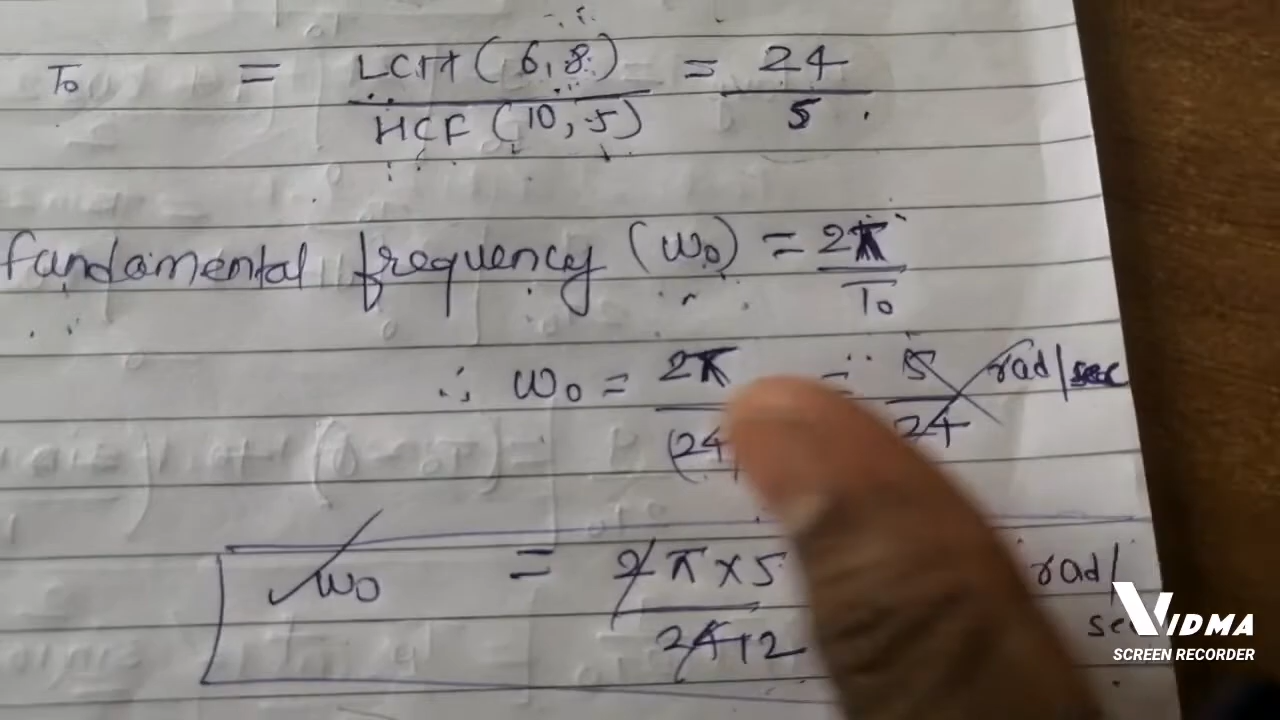 T₀ = LCM(6,8) / HCF(10,5) = 24 / 5 .
fundamental frequency (ω₀) = 2π / T₀
∴ ω₀ = 2π / (24 = 5 / 24 rad/sec
ω₀ = 2π×5 / 24 12 rad/
VIDMA
SCREEN RECORDER